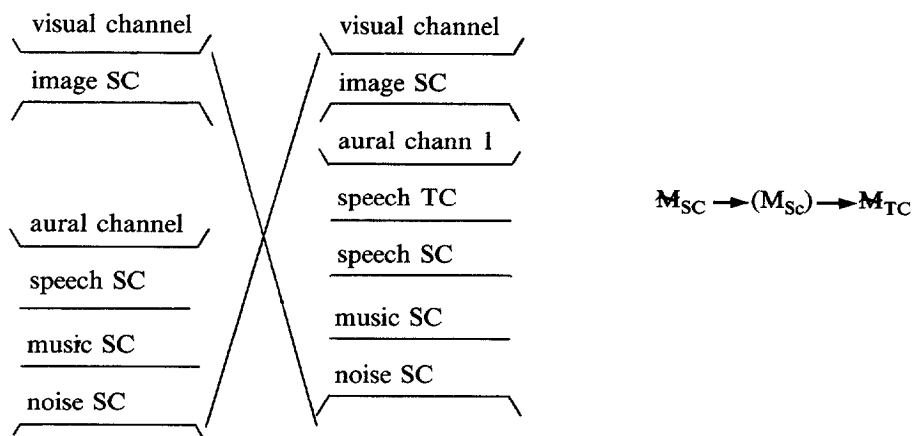 visual channel
image SC
aural channel
speech SC
music SC
noise SC
visual channel
image SC
aural chann l
speech TC
speech SC
music SC
noise SC
M_SC → (M_Sc) → M_TC